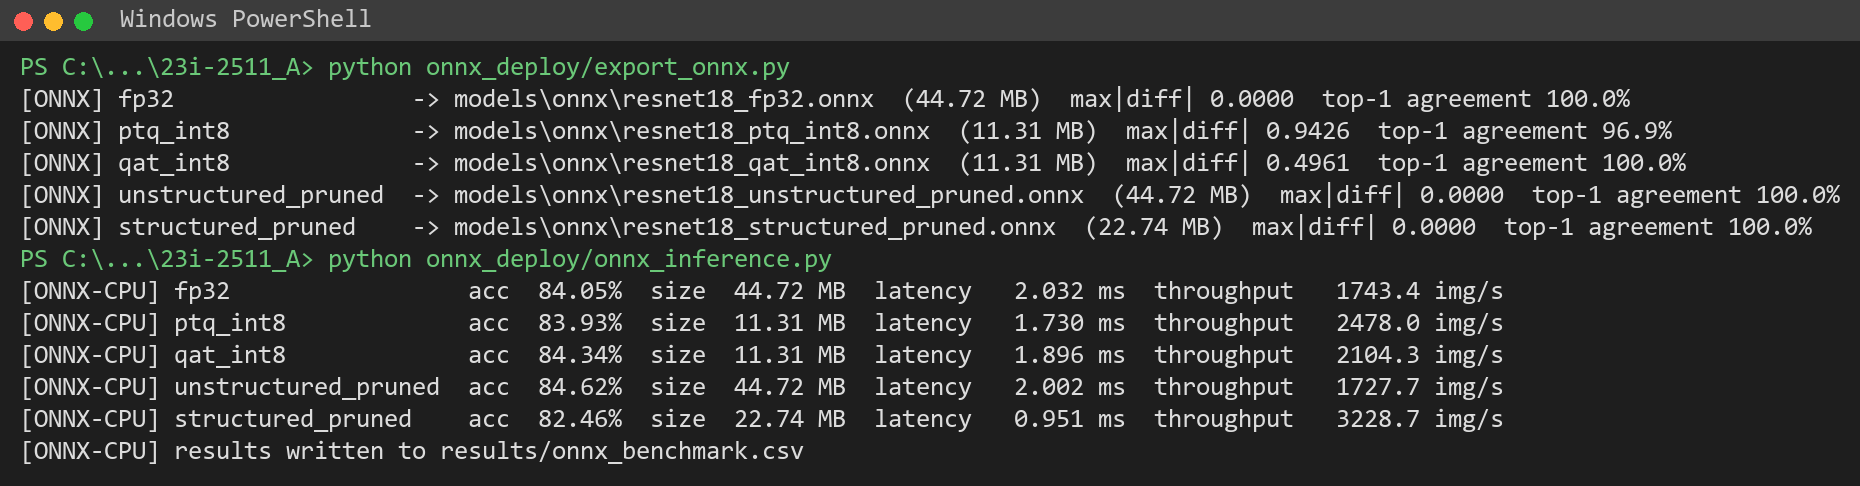 Windows PowerShell
PS C:\...\23i-2511_A> python onnx_deploy/export_onnx.py
[ONNX] fp32                 -> models\onnx\resnet18_fp32.onnx  (44.72 MB)  max|diff| 0.0000  top-1 agreement 100.0%
[ONNX] ptq_int8             -> models\onnx\resnet18_ptq_int8.onnx  (11.31 MB)  max|diff| 0.9426  top-1 agreement 96.9%
[ONNX] qat_int8             -> models\onnx\resnet18_qat_int8.onnx  (11.31 MB)  max|diff| 0.4961  top-1 agreement 100.0%
[ONNX] unstructured_pruned  -> models\onnx\resnet18_unstructured_pruned.onnx  (44.72 MB)  max|diff| 0.0000  top-1 agreement 100.0%
[ONNX] structured_pruned    -> models\onnx\resnet18_structured_pruned.onnx  (22.74 MB)  max|diff| 0.0000  top-1 agreement 100.0%
PS C:\...\23i-2511_A> python onnx_deploy/onnx_inference.py
[ONNX-CPU] fp32                 acc  84.05%  size  44.72 MB  latency   2.032 ms  throughput   1743.4 img/s
[ONNX-CPU] ptq_int8             acc  83.93%  size  11.31 MB  latency   1.730 ms  throughput   2478.0 img/s
[ONNX-CPU] qat_int8             acc  84.34%  size  11.31 MB  latency   1.896 ms  throughput   2104.3 img/s
[ONNX-CPU] unstructured_pruned  acc  84.62%  size  44.72 MB  latency   2.002 ms  throughput   1727.7 img/s
[ONNX-CPU] structured_pruned    acc  82.46%  size  22.74 MB  latency   0.951 ms  throughput   3228.7 img/s
[ONNX-CPU] results written to results/onnx_benchmark.csv